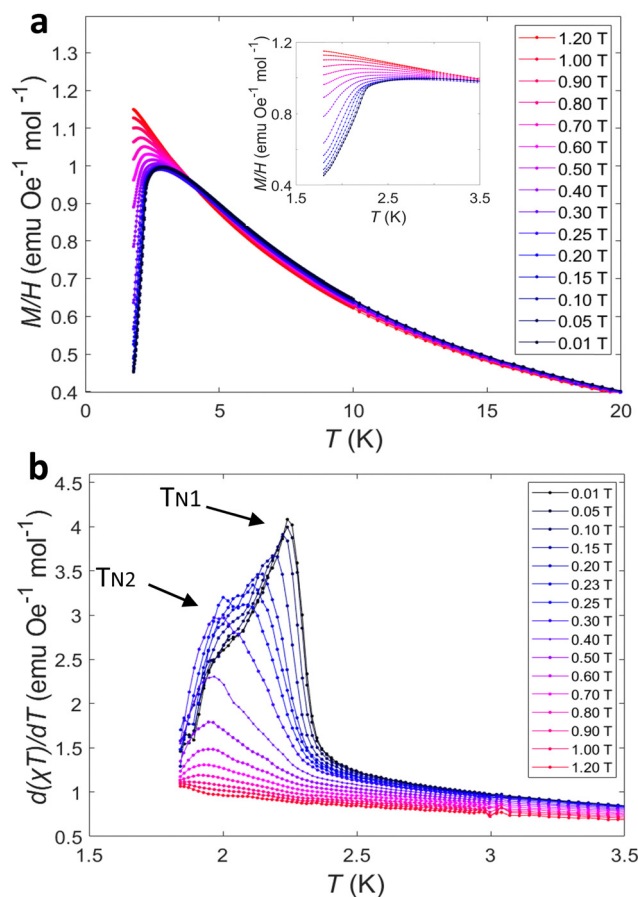 a
1.3
1.2
1.1
1
0.9
0.8
0.7
0.6
0.5
0.4
M/H (emu Oe⁻¹ mol⁻¹)
0
5
10
15
20
T (K)
1.2
1.0
0.4
M/H (emu Oe⁻¹ mol⁻¹)
1.5
2.5
3.5
T (K)
1.20 T
1.00 T
0.90 T
0.80 T
0.70 T
0.60 T
0.50 T
0.40 T
0.30 T
0.25 T
0.20 T
0.15 T
0.10 T
0.05 T
0.01 T
b
4.5
4
3.5
3
2.5
2
1.5
1
0.5
d(χT)/dT (emu Oe⁻¹ mol⁻¹)
TN1
TN2
1.5
2
2.5
3
3.5
T (K)
0.01 T
0.05 T
0.10 T
0.15 T
0.20 T
0.23 T
0.25 T
0.30 T
0.40 T
0.50 T
0.60 T
0.70 T
0.80 T
0.90 T
1.00 T
1.20 T